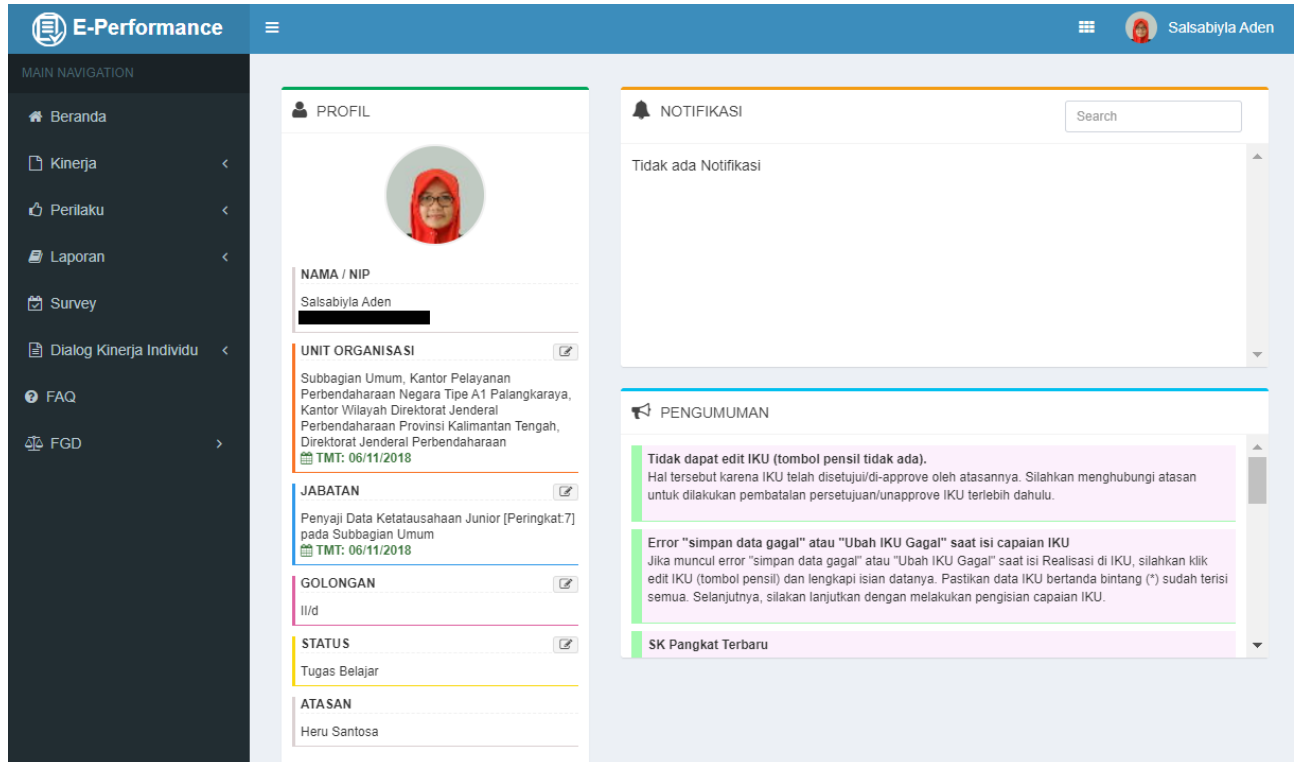 E-Performance
Salsabiyla Aden
MAIN NAVIGATION
Beranda
Kinerja
Perilaku
Laporan
Survey
Dialog Kinerja Individu
FAQ
FGD
PROFIL
NAMA / NIP
Salsabiyla Aden
UNIT ORGANISASI
Subbagian Umum, Kantor Pelayanan
Perbendaharaan Negara Tipe A1 Palangkaraya,
Kantor Wilayah Direktorat Jenderal
Perbendaharaan Provinsi Kalimantan Tengah,
Direktorat Jenderal Perbendaharaan
TMT: 06/11/2018
JABATAN
Penyaji Data Ketatausahaan Junior [Peringkat:7]
pada Subbagian Umum
TMT: 06/11/2018
GOLONGAN
II/d
STATUS
Tugas Belajar
ATASAN
Heru Santosa
NOTIFIKASI
Search
Tidak ada Notifikasi
PENGUMUMAN
Tidak dapat edit IKU (tombol pensil tidak ada).
Hal tersebut karena IKU telah disetujui/di-approve oleh atasannya. Silahkan menghubungi atasan
untuk dilakukan pembatalan persetujuan/unapprove IKU terlebih dahulu.
Error "simpan data gagal" atau "Ubah IKU Gagal" saat isi capaian IKU
Jika muncul error "simpan data gagal" atau "Ubah IKU Gagal" saat isi Realisasi di IKU, silahkan klik
edit IKU (tombol pensil) dan lengkapi isian datanya. Pastikan data IKU bertanda bintang (*) sudah terisi
semua. Selanjutnya, silakan lanjutkan dengan melakukan pengisian capaian IKU.
SK Pangkat Terbaru